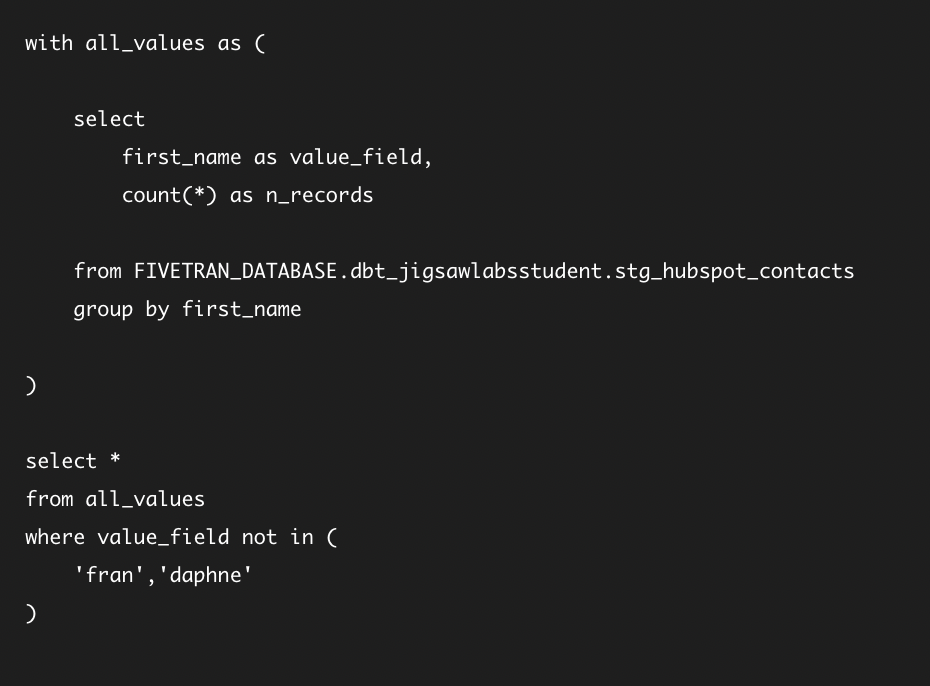 with all_values as (
    select
        first_name as value_field,
        count(*) as n_records
    from FIVETRAN_DATABASE.dbt_jigsawlabsstudent.stg_hubspot_contacts
    group by first_name
)
select *
from all_values
where value_field not in (
    'fran','daphne'
)